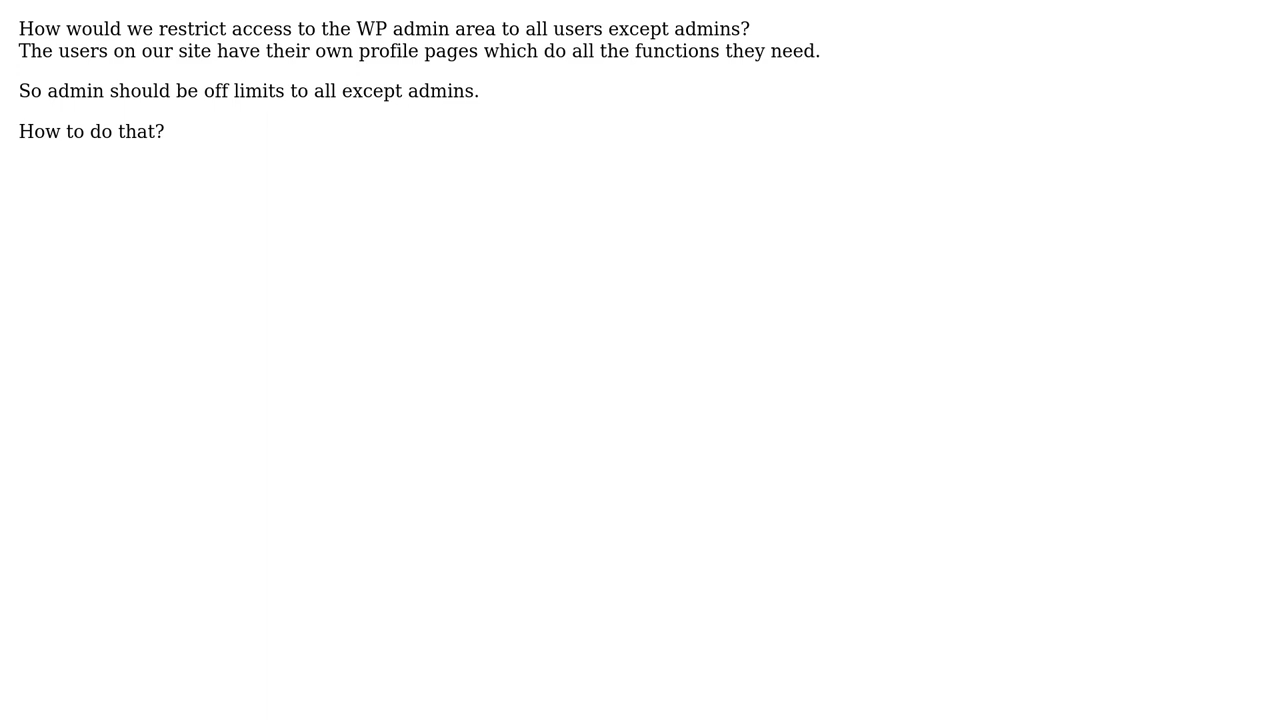 How would we restrict access to the WP admin area to all users except admins?
The users on our site have their own profile pages which do all the functions they need.
So admin should be off limits to all except admins.
How to do that?